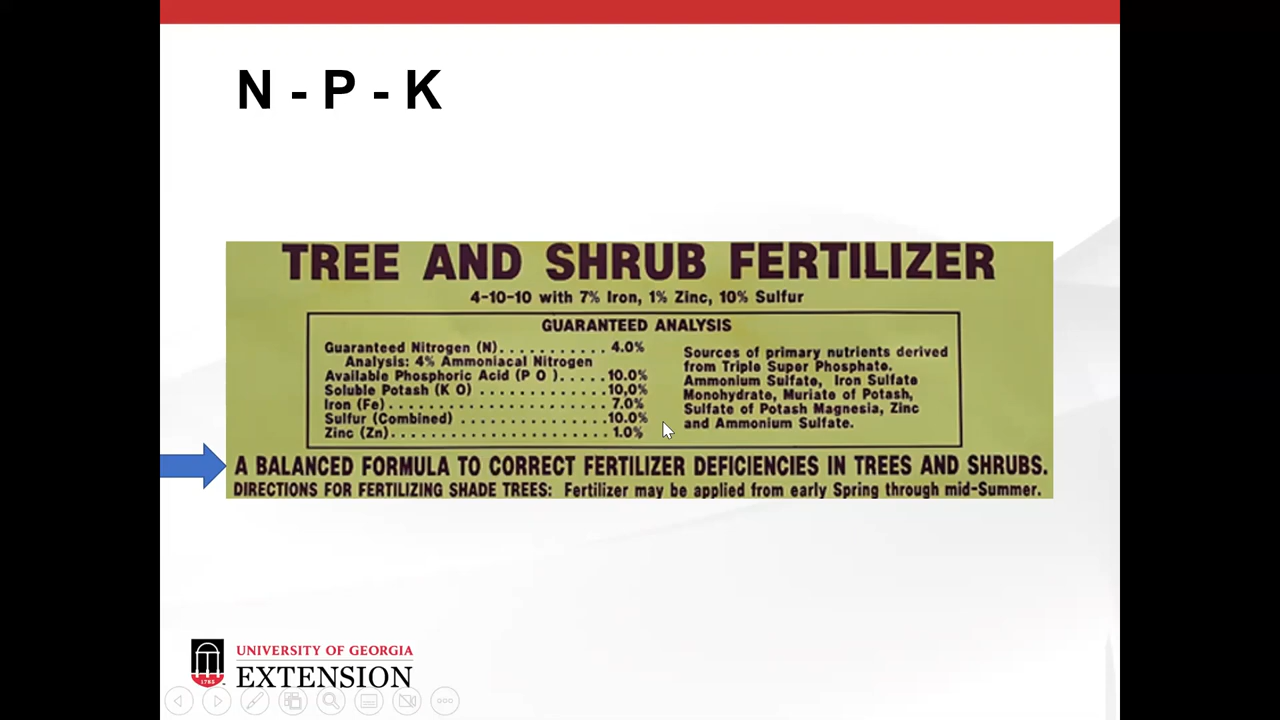 N - P - K
TREE AND SHRUB FERTILIZER
4-10-10 with 7% Iron, 1% Zinc, 10% Sulfur
GUARANTEED ANALYSIS
Guaranteed Nitrogen (N)........... 4.0%
Analysis: 4% Ammoniacal Nitrogen
Available Phosphoric Acid (P O ).....10.0%
Soluble Potash (K O) ............10,0%
Iron (Fe)....................... 7.0%
Sulfur (Combined) ...............10.0%
Zinc (Zn)....................... 1.0%
Sources of primary nutrients derived
from Triple Super Phosphate.
Ammonium Sulfate, Iron Sulfate
Monohydrate, Muriate of Potash,
Sulfate of Potash Magnesia, Zinc
and Ammonium Sulfate.
A BALANCED FORMULA TO CORRECT FERTILIZER DEFICIENCIES IN TREES AND SHRUBS.
DIRECTIONS FOR FERTILIZING SHADE TREES: Fertilizer may be applied from early Spring through mid-Summer.
1785
UNIVERSITY OF GEORGIA
EXTENSION